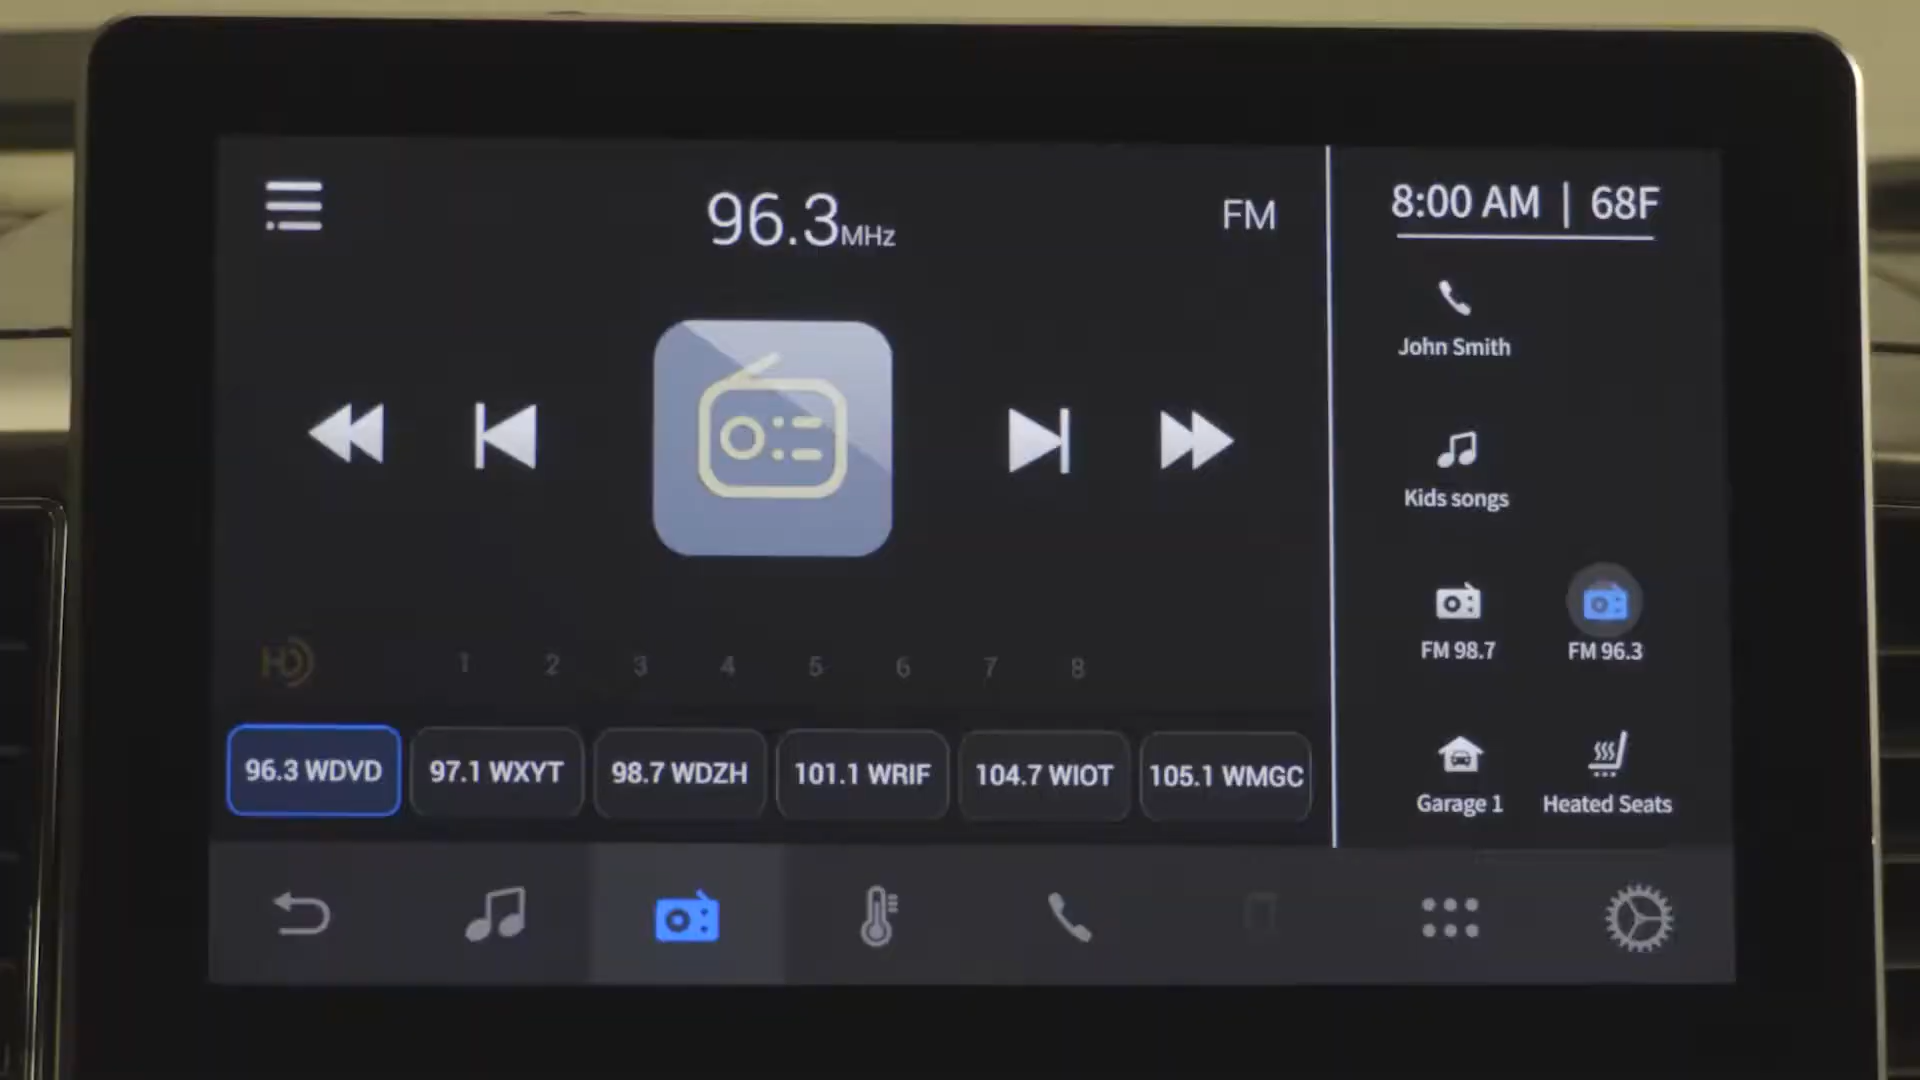 96.3MHz
FM
8:00 AM | 68F
John Smith
Kids songs
FM 98.7
FM 96.3
Garage 1
Heated Seats
HD
1 2 3 4 5 6 7 8
96.3 WDVD
97.1 WXYT
98.7 WDZH
101.1 WRIF
104.7 WIOT
105.1 WMGC